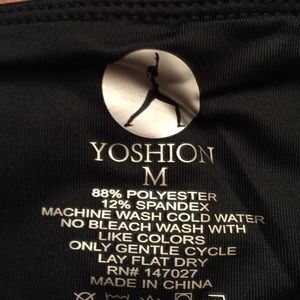 YOSHION
M
88% POLYESTER
12% SPANDEX
MACHINE WASH COLD WATER
NO BLEACH WASH WITH
LIKE COLORS
ONLY GENTLE CYCLE
LAY FLAT DRY
RN# 147027
MADE IN CHINA